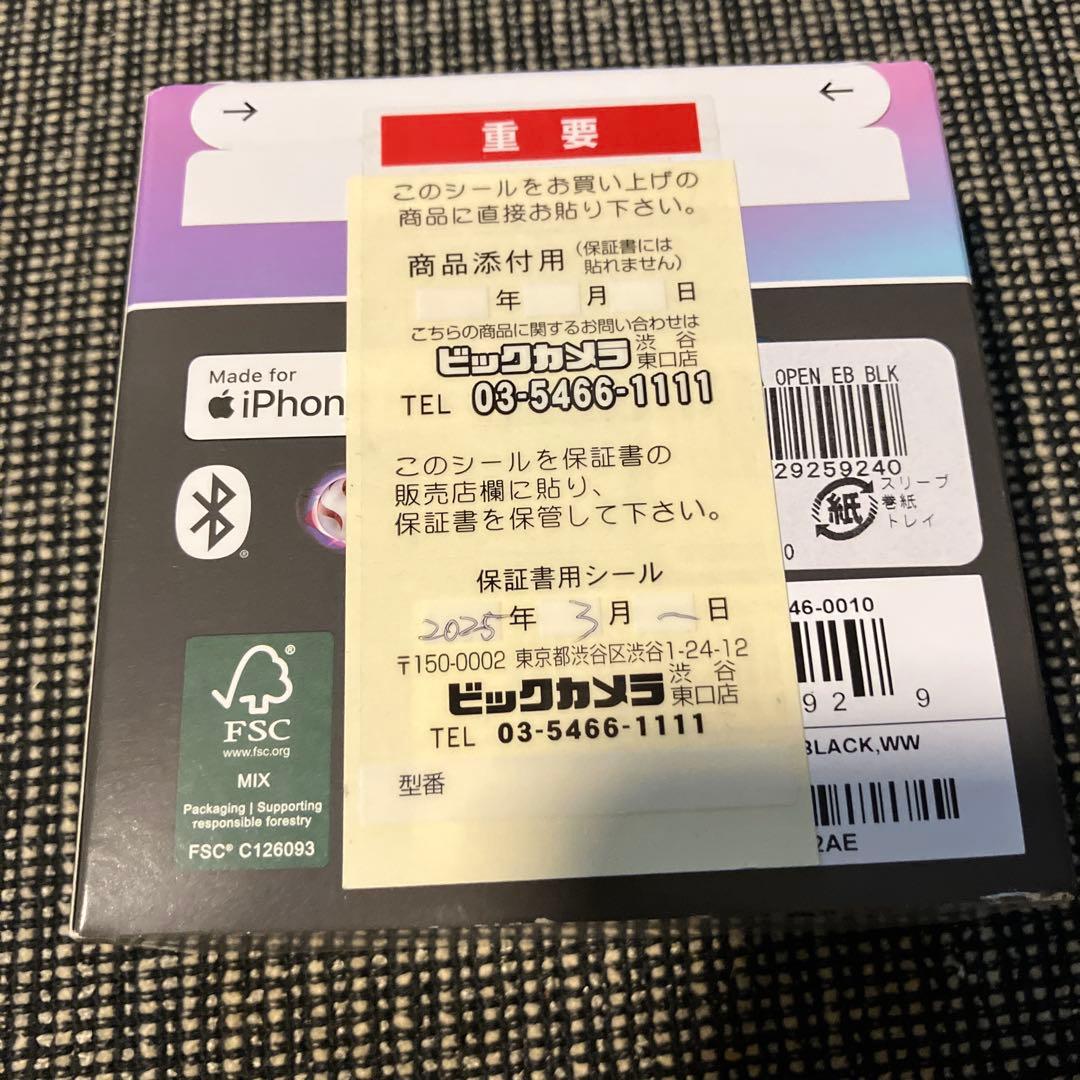 →
←
重要
このシールをお買い上げの
商品に直接お貼り下さい。
商品添付用(保証書には
貼れません)
年 月 日
こちらの商品に関するお問い合わせは
ビックカメラ 渋谷
東口店
TEL 03-5466-1111
このシールを保証書の
販売店欄に貼り、
保証書を保管して下さい。
保証書用シール
2025年 3月 日
〒150-0002 東京都渋谷区渋谷1-24-12
ビックカメラ 渋谷
東口店
TEL 03-5466-1111
型番
Made for
iPhon
FSC®
www.fsc.org
MIX
Packaging | Supporting
responsible forestry
FSC® C126093
OPEN EB BLK
29259240
紙
スリーブ
巻紙
トレイ
0
46-0010
92 9
BLACK,WW
2AE